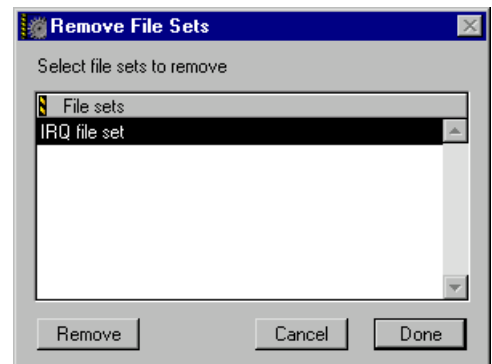 Remove File Sets
Select file sets to remove
File sets
IRQ file set
Remove Cancel Done